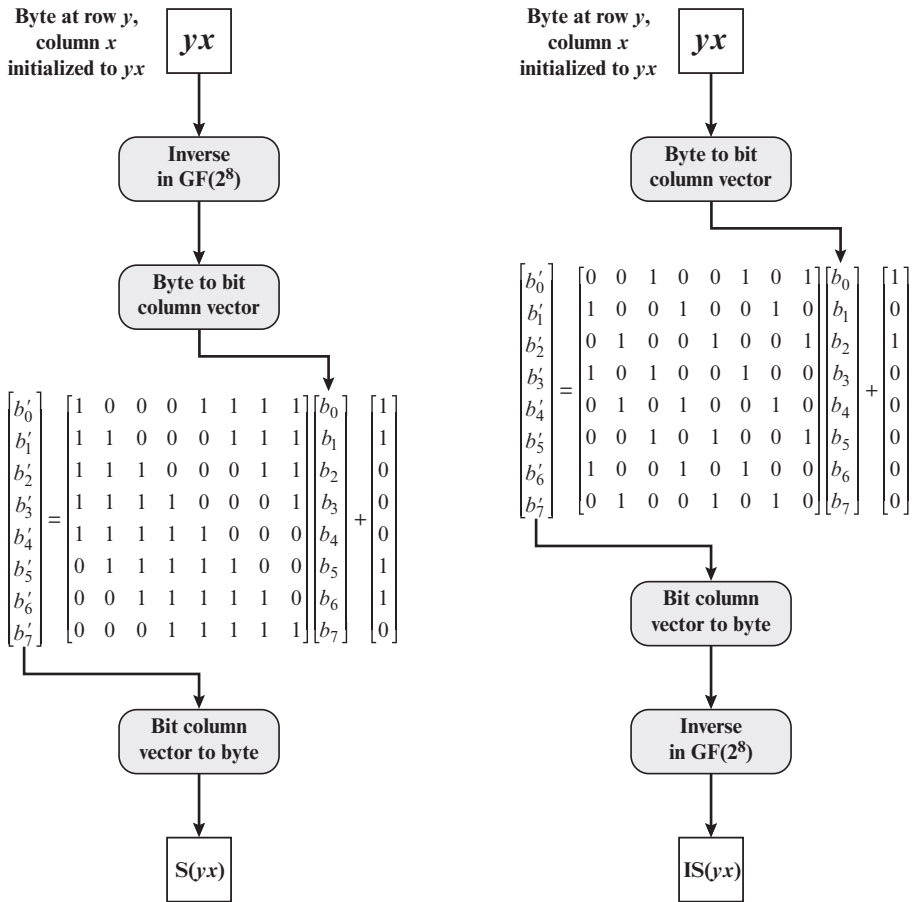 Byte at row y,
column x
initialized to yx
yx
Inverse
in GF(2⁸)
Byte to bit
column vector
[b′₀] = [1 0 0 0 1 1 1 1] [b₀] + [1]
[b′₁] [1 1 0 0 0 1 1 1] [b₁] [1]
[b′₂] [1 1 1 0 0 0 1 1] [b₂] [0]
[b′₃] [1 1 1 1 0 0 0 1] [b₃] [0]
[b′₄] [1 1 1 1 1 0 0 0] [b₄] [0]
[b′₅] [0 1 1 1 1 1 0 0] [b₅] [1]
[b′₆] [0 0 1 1 1 1 1 0] [b₆] [1]
[b′₇] [0 0 0 1 1 1 1 1] [b₇] [0]
Bit column
vector to byte
S(yx)
Byte at row y,
column x
initialized to yx
yx
Byte to bit
column vector
[b′₀] = [0 0 1 0 0 1 0 1] [b₀] + [1]
[b′₁] [1 0 0 1 0 0 1 0] [b₁] [0]
[b′₂] [0 1 0 0 1 0 0 1] [b₂] [1]
[b′₃] [1 0 1 0 0 1 0 0] [b₃] [0]
[b′₄] [0 1 0 1 0 0 1 0] [b₄] [0]
[b′₅] [0 0 1 0 1 0 0 1] [b₅] [0]
[b′₆] [1 0 0 1 0 1 0 0] [b₆] [0]
[b′₇] [0 1 0 0 1 0 1 0] [b₇] [0]
Bit column
vector to byte
Inverse
in GF(2⁸)
IS(yx)